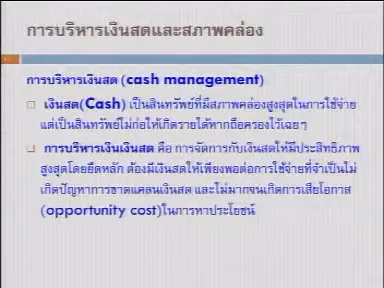 การบริหารเงินสดและสภาพคล่อง
การบริหารเงินสด (cash management)
เงินสด(Cash) เป็นสินทรัพย์ที่มีสภาพคล่องสูงสุดในการใช้จ่าย
แต่เป็นสินทรัพย์ไม่ก่อให้เกิดรายได้หากถือครองไว้เฉยๆ
การบริหารเงินเงินสด คือ การจัดการกับเงินสดให้มีประสิทธิภาพ
สูงสุดโดยยึดหลัก ต้องมีเงินสดให้เพียงพอต่อการใช้จ่ายที่จำเป็นไม่
เกิดปัญหาการขาดแคลนเงินสด และไม่มากจนเกิดการเสียโอกาส
(opportunity cost)ในการหาประโยชน์